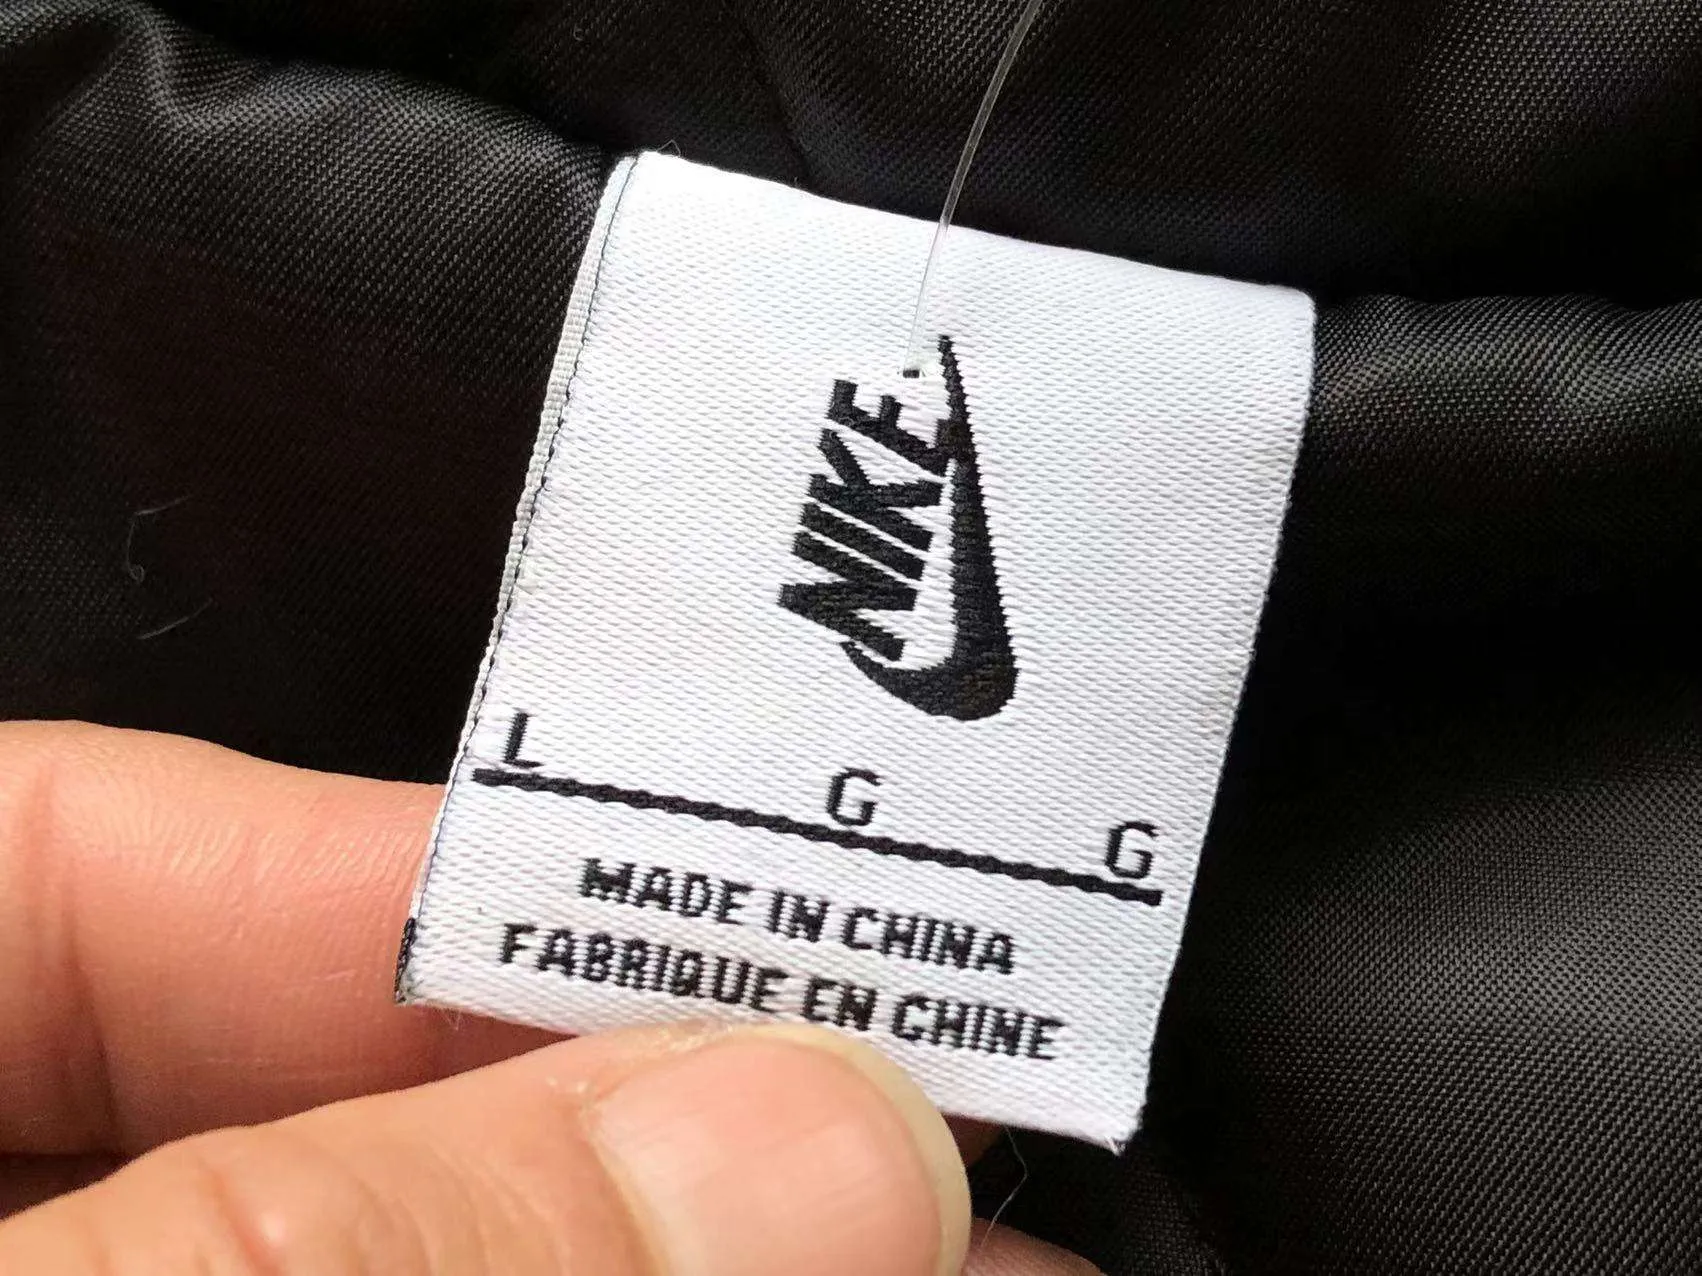 NIKE
L G G
MADE IN CHINA
FABRIQUE EN CHINE